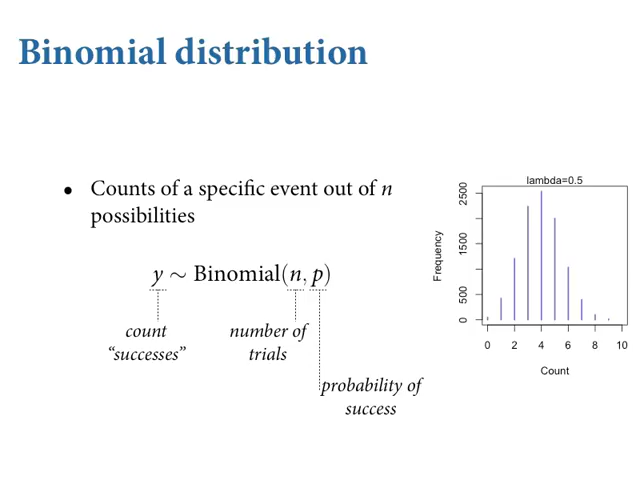 Binomial distribution
• Counts of a specific event out of n
possibilities
y ~ Binomial(n, p)
count
"successes"
number of
trials
probability of
success
lambda=0.5
Frequency
2500
1500
500
0
0 2 4 6 8 10
Count